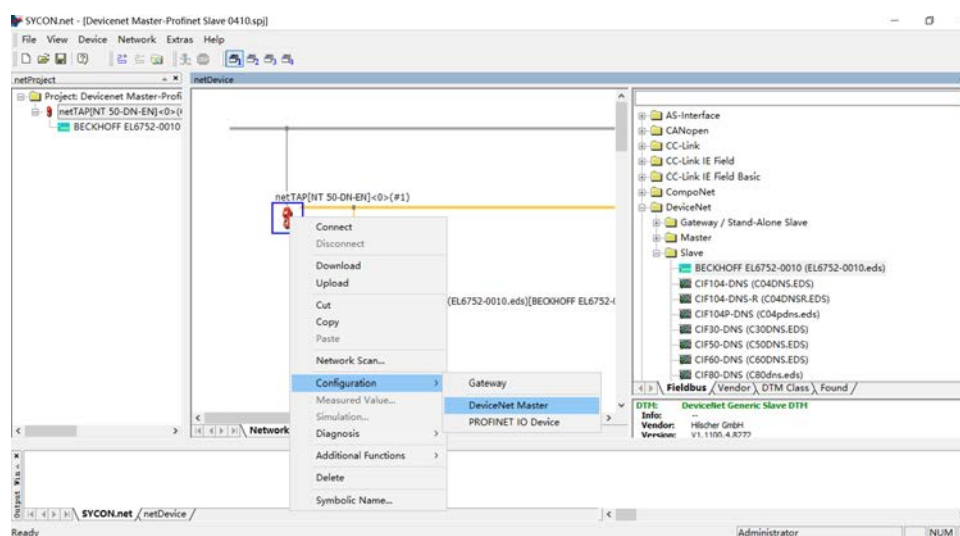 SYCON.net - [Devicenet Master-Profinet Slave 0410.spj]
File View Device Network Extras Help
netProject
netDevice
Project: Devicenet Master-Profi
netTAP[NT 50-DN-EN]<0>(#
BECKHOFF EL6752-0010
netTAP[NT 50-DN-EN]<0>(#1)
(EL6752-0010.eds)[BECKHOFF EL6752-0
Connect
Disconnect
Download
Upload
Cut
Copy
Paste
Network Scan...
Configuration
Measured Value...
Simulation...
Diagnosis
Additional Functions
Delete
Symbolic Name...
Gateway
DeviceNet Master
PROFINET IO Device
AS-Interface
CANopen
CC-Link
CC-Link IE Field
CC-Link IE Field Basic
CompoNet
DeviceNet
Gateway / Stand-Alone Slave
Master
Slave
BECKHOFF EL6752-0010 (EL6752-0010.eds)
CIF104-DNS (C04DNS.EDS)
CIF104-DNS-R (C04DNSR.EDS)
CIF104P-DNS (C04pdns.eds)
CIF30-DNS (C30DNS.EDS)
CIF50-DNS (C50DNS.EDS)
CIF60-DNS (C60DNS.EDS)
CIF80-DNS (C80dns.eds)
Fieldbus / Vendor \ DTM Class \ Found /
DTM: DeviceNet Generic Slave DTM
Info: --
Vendor: Hilscher GmbH
Version: V1.1100.4.8272
Network
Output Win
SYCON.net / netDevice /
Ready
Administrator
NUM